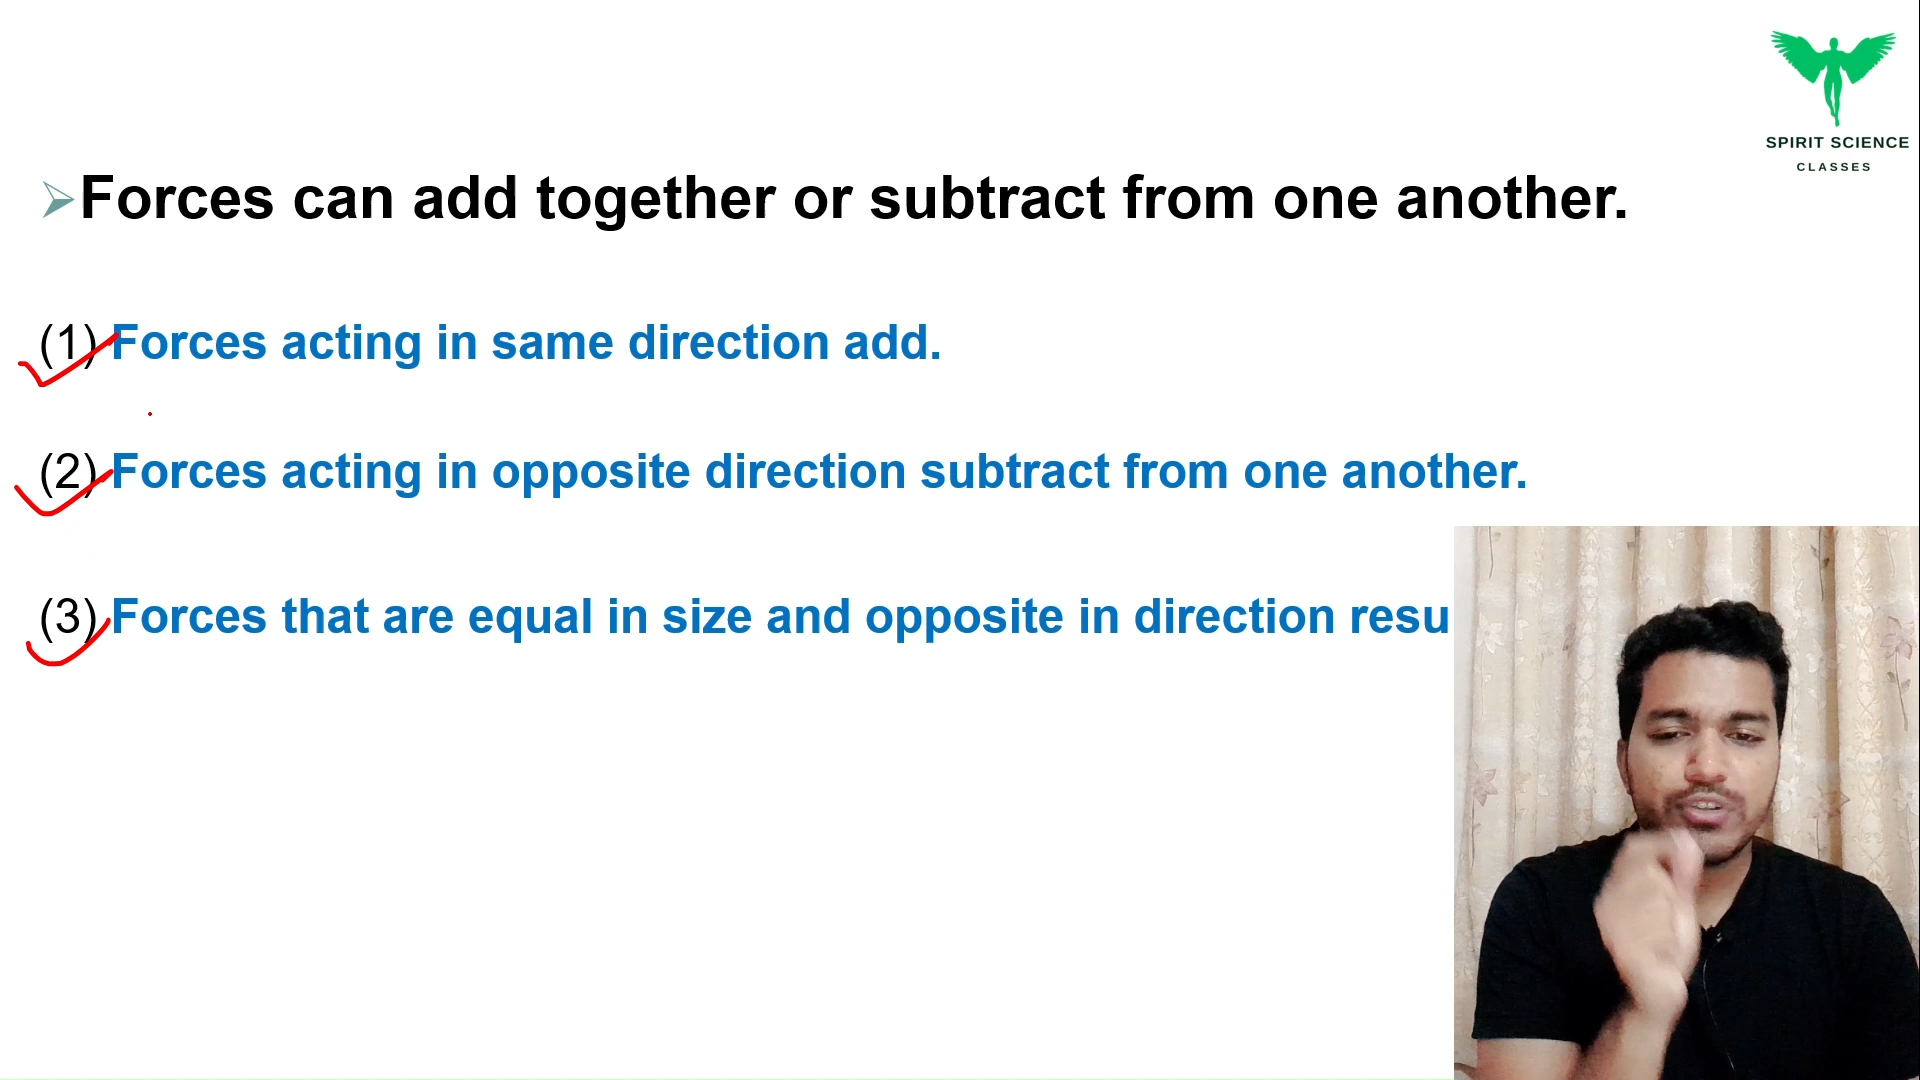 SPIRIT SCIENCE
CLASSES
Forces can add together or subtract from one another.
(1) Forces acting in same direction add.
(2) Forces acting in opposite direction subtract from one another.
(3) Forces that are equal in size and opposite in direction resu